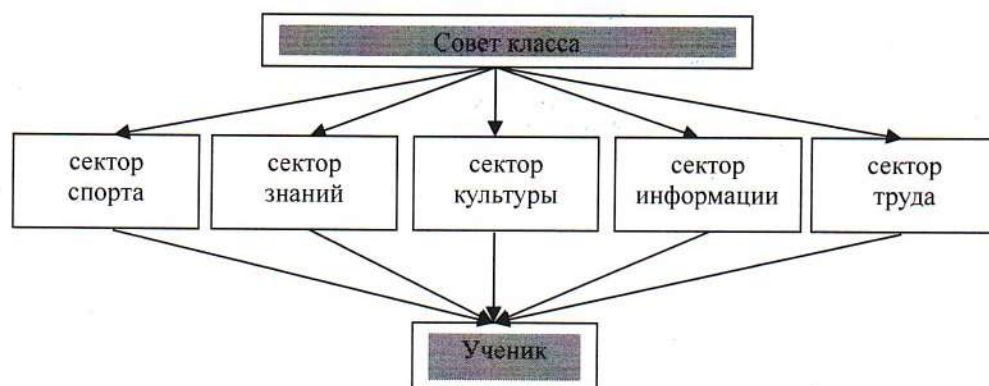 Совет класса
сектор
спорта
сектор
знаний
сектор
культуры
сектор
информации
сектор
труда
Ученик